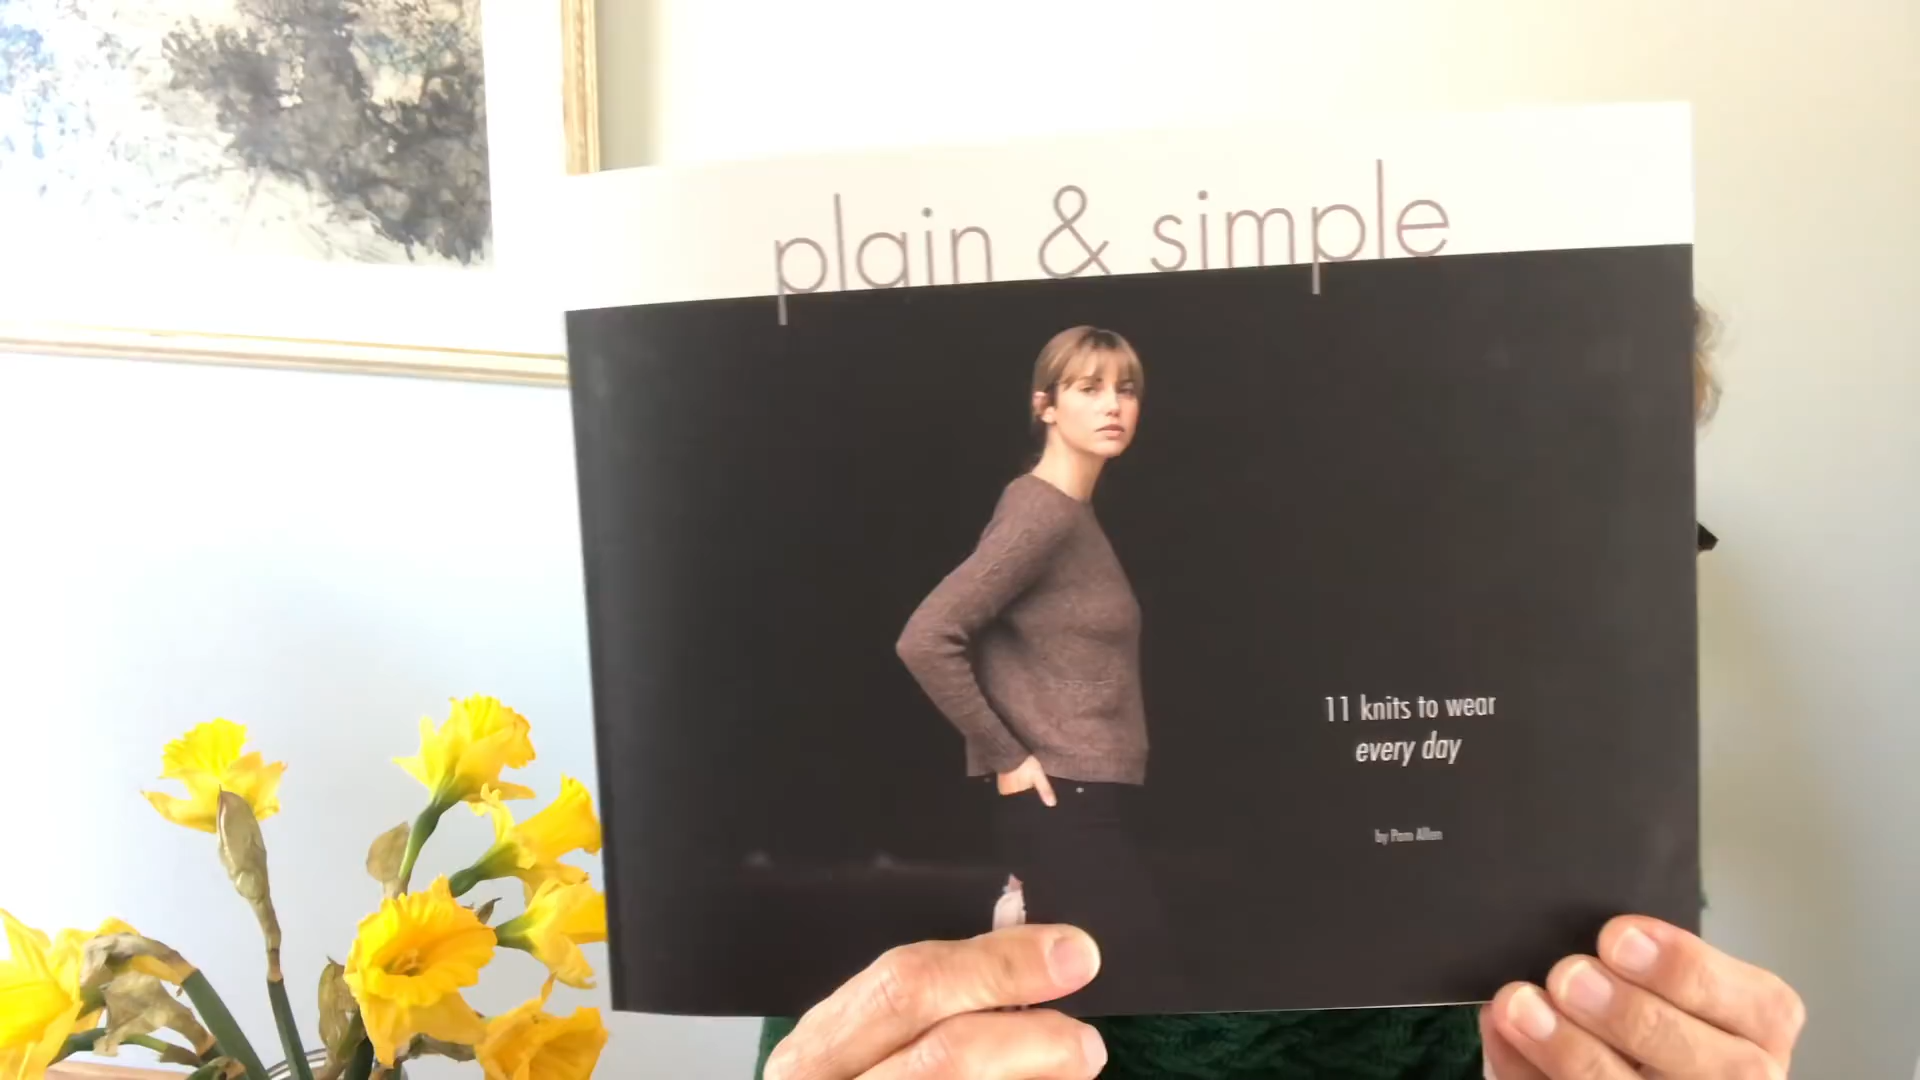 plain & simple
11 knits to wear
every day
by Pam Allen